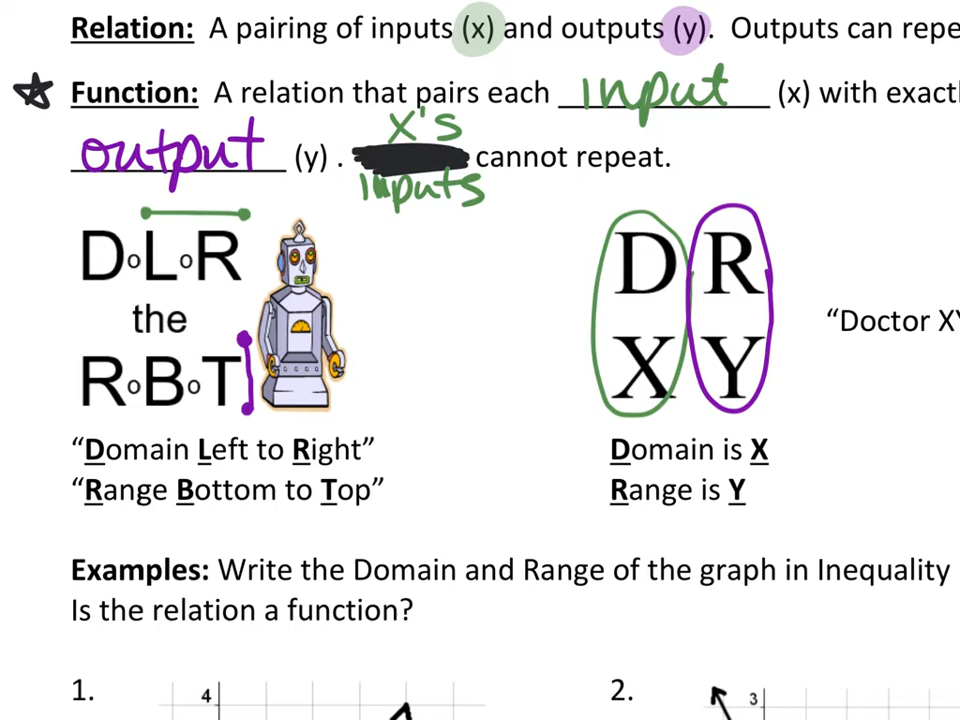 Relation: A pairing of inputs (x) and outputs (y). Outputs can repe
Function: A relation that pairs each input (x) with exactl
output (y) . x's cannot repeat.
inputs
D∘L∘R
the
R∘B∘T
D R
X Y
"Doctor XY
"Domain Left to Right"
"Range Bottom to Top"
Domain is X
Range is Y
Examples: Write the Domain and Range of the graph in Inequality
Is the relation a function?
1.
4
2.
3